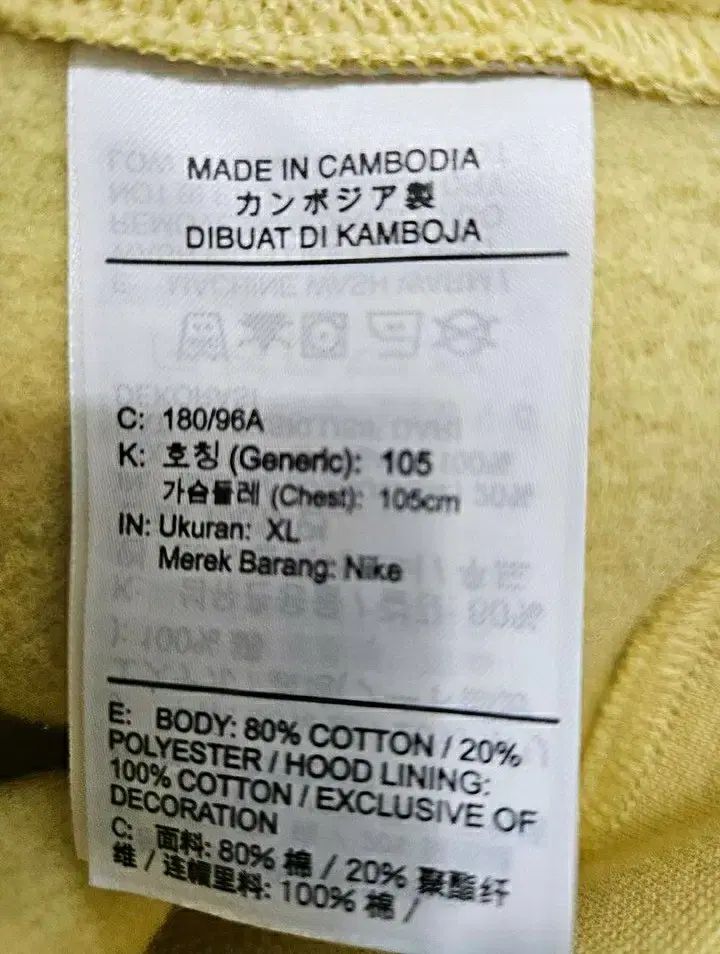 MADE IN CAMBODIA
カンボジア製
DIBUAT DI KAMBOJA
C: 180/96A
K: 호칭 (Generic): 105
가슴둘레 (Chest): 105cm
IN: Ukuran: XL
Merek Barang: Nike
E: BODY: 80% COTTON / 20%
POLYESTER / HOOD LINING:
100% COTTON / EXCLUSIVE OF
DECORATION
C: 面料: 80% 棉 / 20% 聚酯纤
维 / 连帽里料: 100% 棉 /